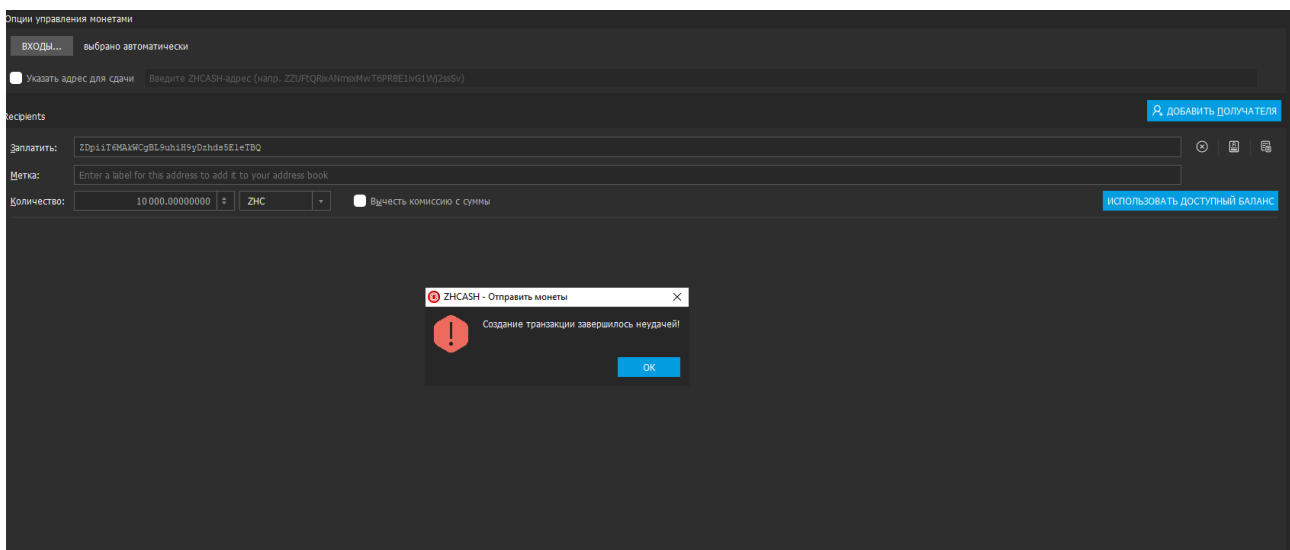 Опции управления монетами
ВХОДЫ... выбрано автоматически
Указать адрес для сдачи Введите ZHCASH-адрес (напр. ZZUFtQRixANmsxMwT6PR8E1ivG1Wj2ssSv)
Recipients ДОБАВИТЬ ПОЛУЧАТЕЛЯ
Заплатить: ZDpiiT6MAkWCgBL9uhiH9yDzhds5EleTBQ
Метка: Enter a label for this address to add it to your address book
Количество: 10 000.00000000 ZHC Вычесть комиссию с суммы ИСПОЛЬЗОВАТЬ ДОСТУПНЫЙ БАЛАНС
ZHCASH - Отправить монеты
Создание транзакции завершилось неудачей!
OK